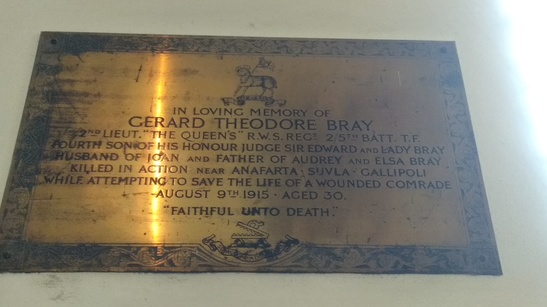 IN LOVING MEMORY OF
GERARD THEODORE BRAY
2ND LIEUT. "THE QUEEN'S" R.W.S. REGT. 2/5TH BATT. T.F.
FOURTH SON OF HIS HONOUR JUDGE SIR EDWARD AND LADY BRAY
HUSBAND OF JOAN AND FATHER OF AUDREY AND ELSA BRAY
KILLED IN ACTION NEAR ANAFARTA · SUVLA · GALLIPOLI
WHILE ATTEMPTING TO SAVE THE LIFE OF A WOUNDED COMRADE
AUGUST 9TH 1915 · AGED 30.
"FAITHFUL UNTO DEATH."